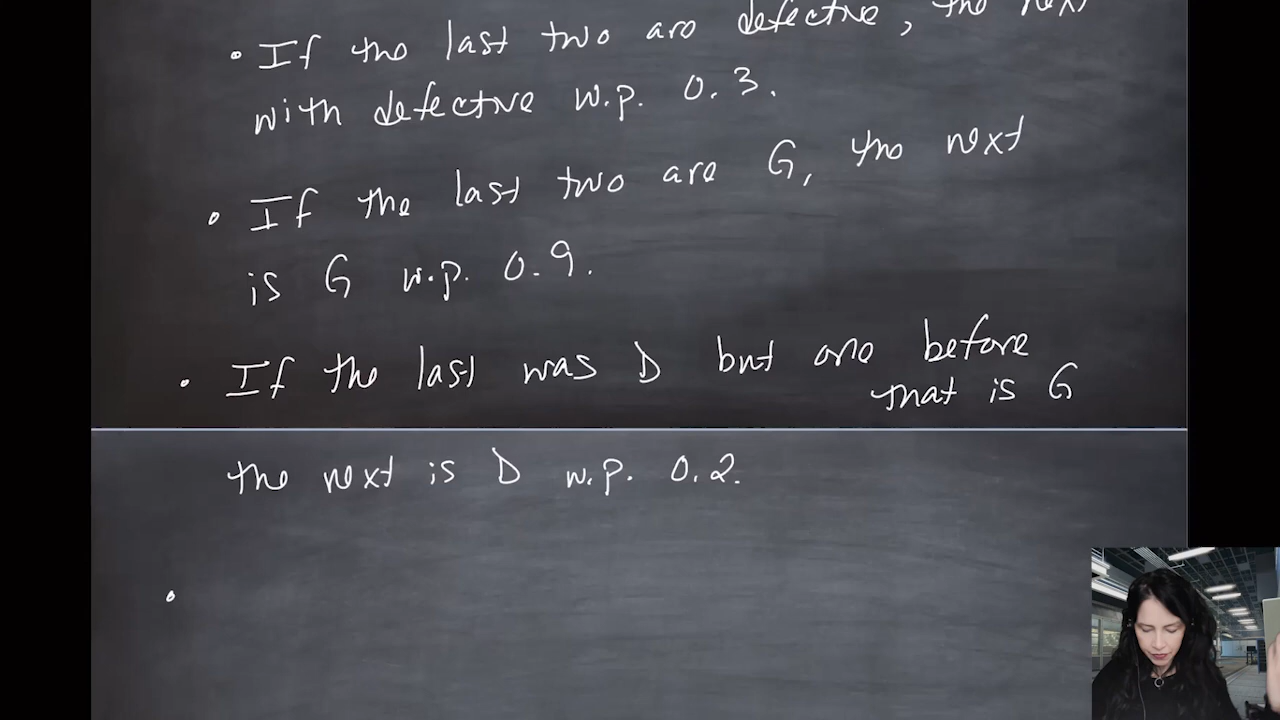 • If the last two are defective, the next
with defective w.p. 0.3.
• If the last two are G, the next
is G w.p. 0.9.
• If the last was D but one before
that is G
the next is D w.p. 0.2.
•